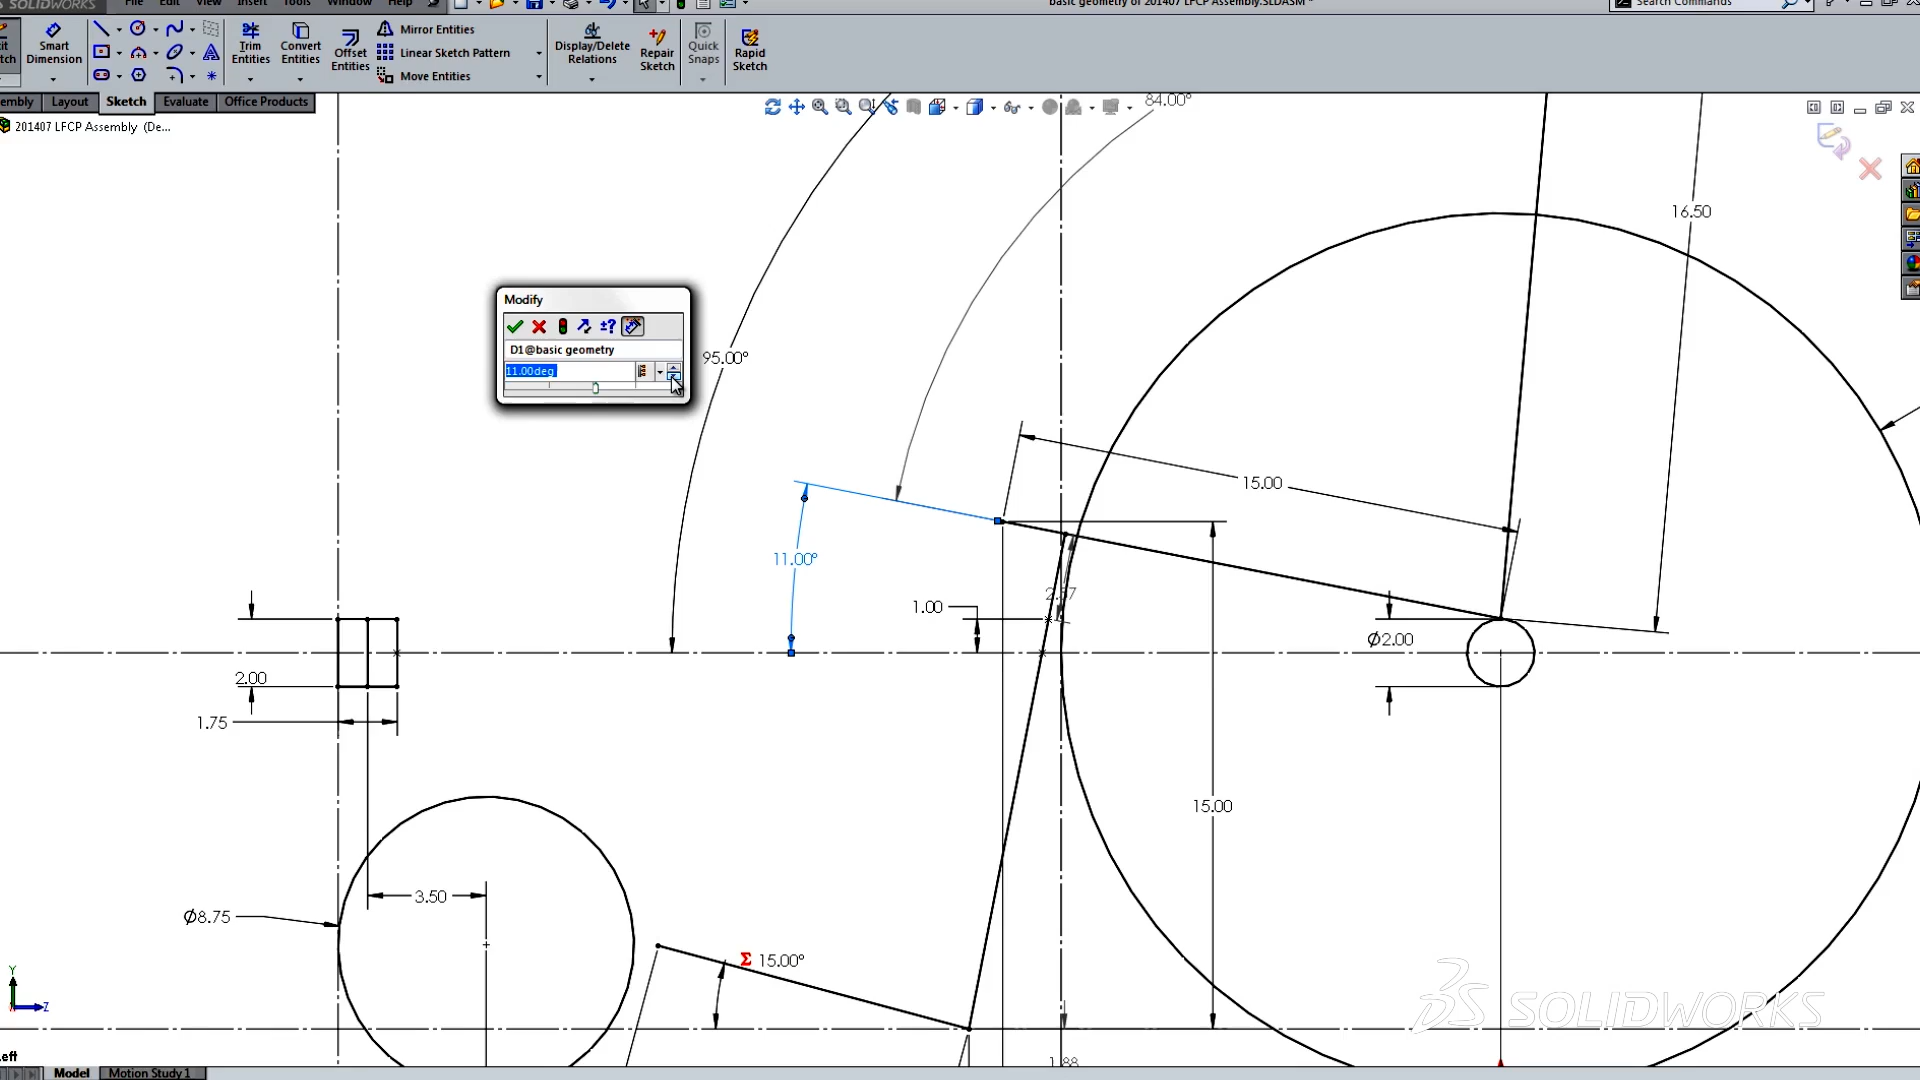 SOLIDWORKS
File Edit View Insert Tools Window Help
basic geometry of 201407 LFCP Assembly.SLDASM *
Search Commands
Smart Dimension
Trim Entities
Convert Entities
Offset Entities
Mirror Entities
Linear Sketch Pattern
Move Entities
Display/Delete Relations
Repair Sketch
Quick Snaps
Rapid Sketch
Layout
Sketch
Evaluate
Office Products
201407 LFCP Assembly (De...
84.00°
16.50
Modify
±?
D1@basic geometry
11.00deg
95.00°
15.00
11.00°
1.00
Ø2.00
2.00
1.75
15.00
3.50
Ø8.75
Σ 15.00°
1.88
Y
Z
SOLIDWORKS
Model
Motion Study 1